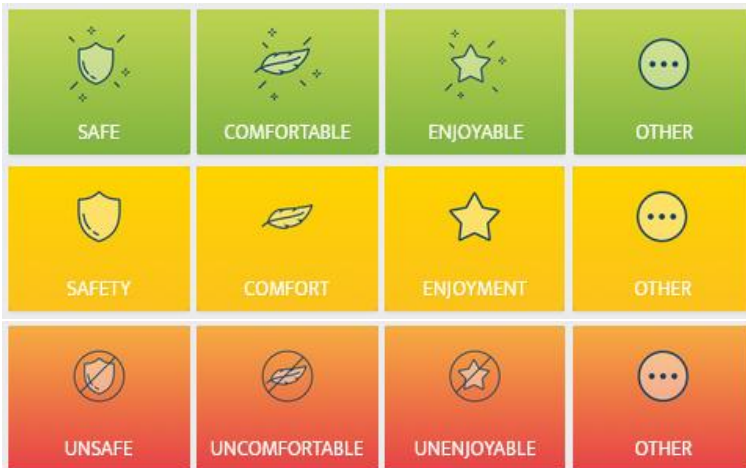 SAFE COMFORTABLE ENJOYABLE OTHER
SAFETY COMFORT ENJOYMENT OTHER
UNSAFE UNCOMFORTABLE UNENJOYABLE OTHER